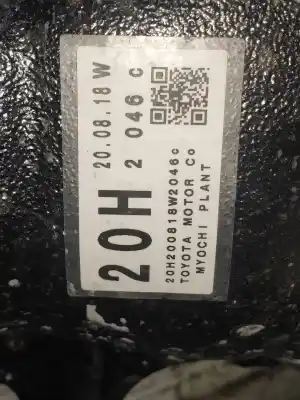 20.08.18 W
2 046 c
20H
20H200818W2046c
TOYOTA MOTOR Co
MYOCHI PLANT